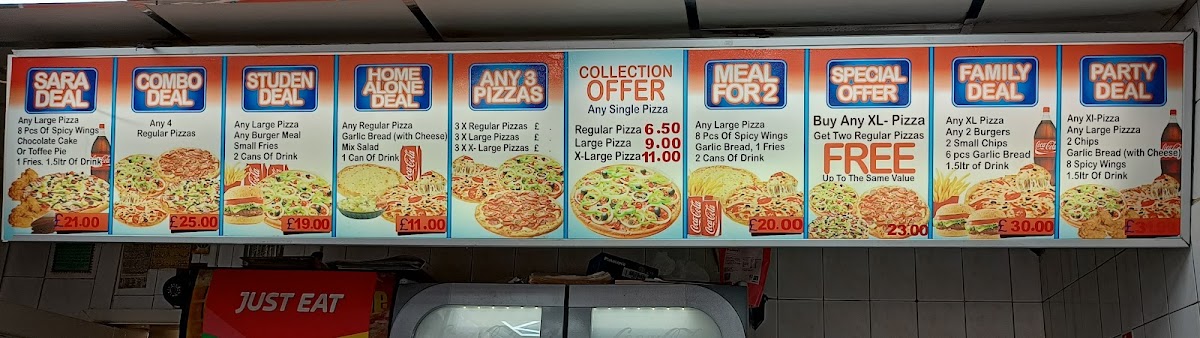 SARA
DEAL
Any Large Pizza
8 Pcs Of Spicy Wings
Chocolate Cake
Or Toffee Pie
1 Fries. 1.5ltr Of Drink
£21.00
COMBO
DEAL
Any 4
Regular Pizzas
£25.00
STUDEN
DEAL
Any Large Pizza
Any Burger Meal
Small Fries
2 Cans Of Drink
£19.00
HOME
ALONE
DEAL
Any Regular Pizza
Garlic Bread (with Cheese)
Mix Salad
1 Can Of Drink
£11.00
ANY 3
PIZZAS
3 X Regular Pizzas £ .
3 X Large Pizzas £ .
3 X X- Large Pizzas £ .
COLLECTION
OFFER
Any Single Pizza
Regular Pizza 6.50
Large Pizza 9.00
X-Large Pizza 11.00
MEAL
FOR 2
Any Large Pizza
8 Pcs Of Spicy Wings
Garlic Bread, 1 Fries
2 Cans Of Drink
Coca-Cola
£20.00
SPECIAL
OFFER
Buy Any XL- Pizza
Get Two Regular Pizzas
FREE
Up To The Same Value
23.00
FAMILY
DEAL
Any XL Pizza
Any 2 Burgers
2 Small Chips
6 pcs Garlic Bread
1.5ltr of Drink
Coca-Cola
£ 30.00
PARTY
DEAL
Any Xl-Pizza
Any Large Pizzza
2 Chips
Garlic Bread (with Cheese)
8 Spicy Wings
1.5ltr Of Drink
JUST EAT